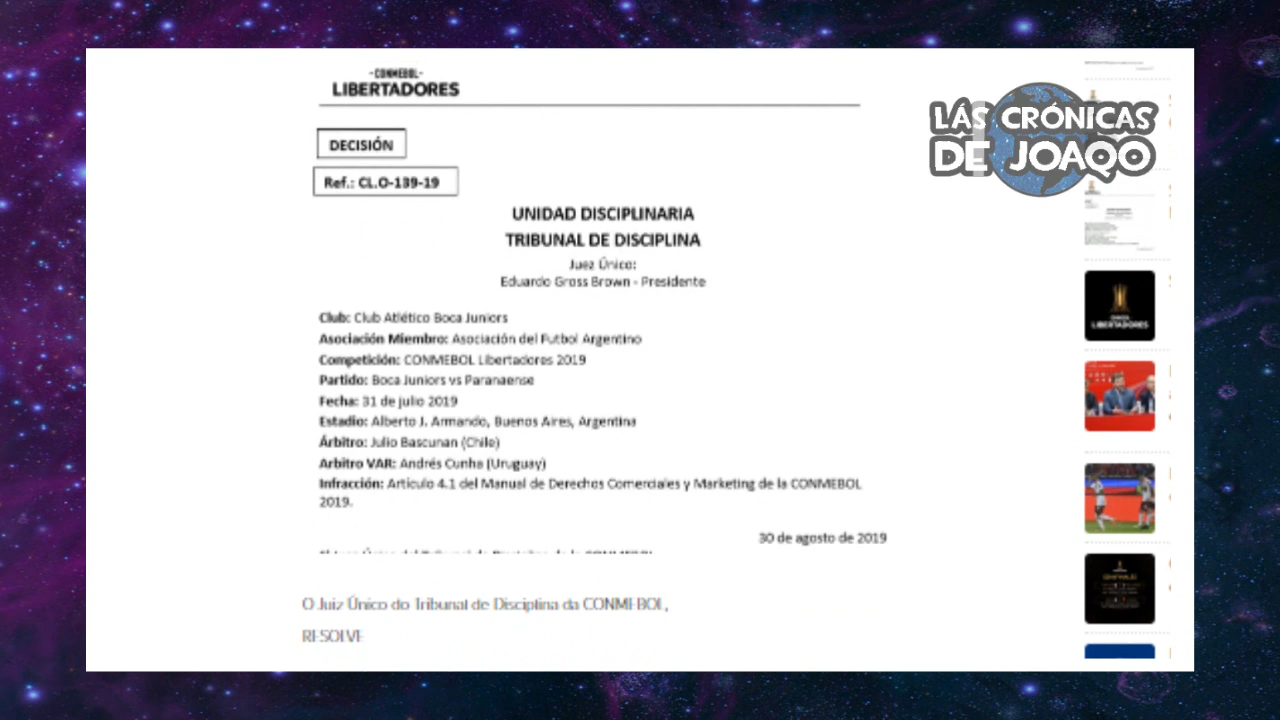 -CONMEBOL-
LIBERTADORES
LAS CRÓNICAS
DE JOAQO
DECISIÓN
Ref.: CL.O-139-19
UNIDAD DISCIPLINARIA
TRIBUNAL DE DISCIPLINA
Juez Único:
Eduardo Gross Brown - Presidente
Club: Club Atlético Boca Juniors
Asociación Miembro: Asociación del Futbol Argentino
Competición: CONMEBOL Libertadores 2019
Partido: Boca Juniors vs Paranaense
Fecha: 31 de julio 2019
Estadio: Alberto J. Armando, Buenos Aires, Argentina
Árbitro: Julio Bascunan (Chile)
Arbitro VAR: Andrés Cunha (Uruguay)
Infracción: Artículo 4.1 del Manual de Derechos Comerciales y Marketing de la CONMEBOL
2019.
30 de agosto de 2019
O Juiz Único do Tribunal de Disciplina da CONMEBOL,
RESOLVE
LIBERTADORES